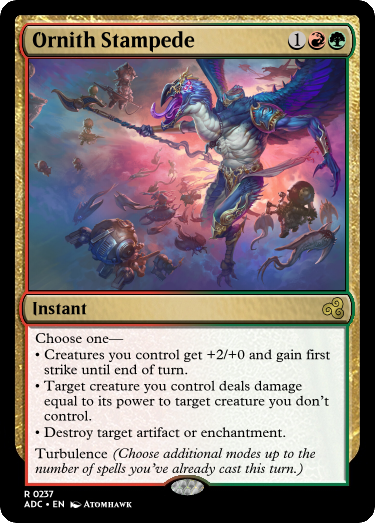 Ornith Stampede 1
Instant
Choose one—
• Creatures you control get +2/+0 and gain first
strike until end of turn.
• Target creature you control deals damage
equal to its power to target creature you don’t
control.
• Destroy target artifact or enchantment.
Turbulence (Choose additional modes up to the
number of spells you’ve already cast this turn.)
R 0237
ADC • EN Atomhawk